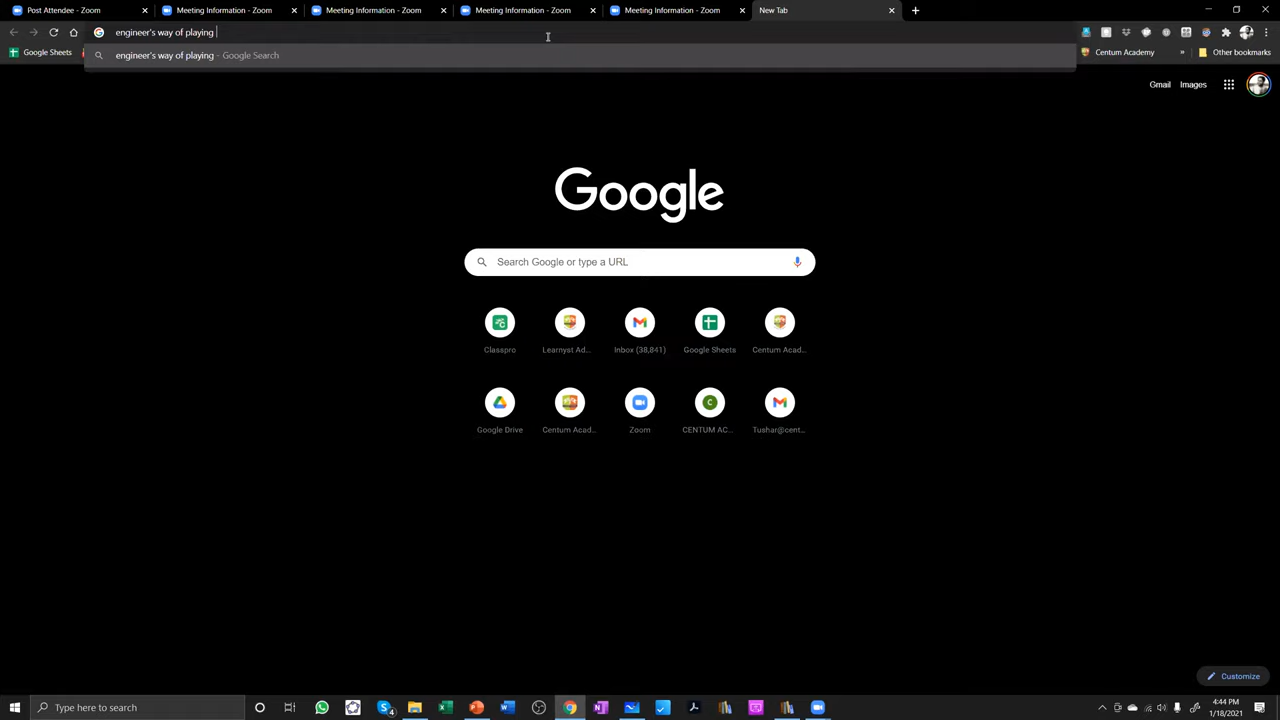 Post Attendee - Zoom
Meeting Information - Zoom
Meeting Information - Zoom
Meeting Information - Zoom
Meeting Information - Zoom
New Tab
engineer's way of playing
engineer's way of playing - Google Search
Google Sheets
Centum Academy
»
Other bookmarks
Gmail
Images
Google
Search Google or type a URL
Classpro
Learnyst Ad...
Inbox (38,841)
Google Sheets
Centum Acad...
Google Drive
Centum Acad...
Zoom
CENTUM AC...
Tushar@cent...
Customize
Type here to search
4:44 PM
1/18/2021